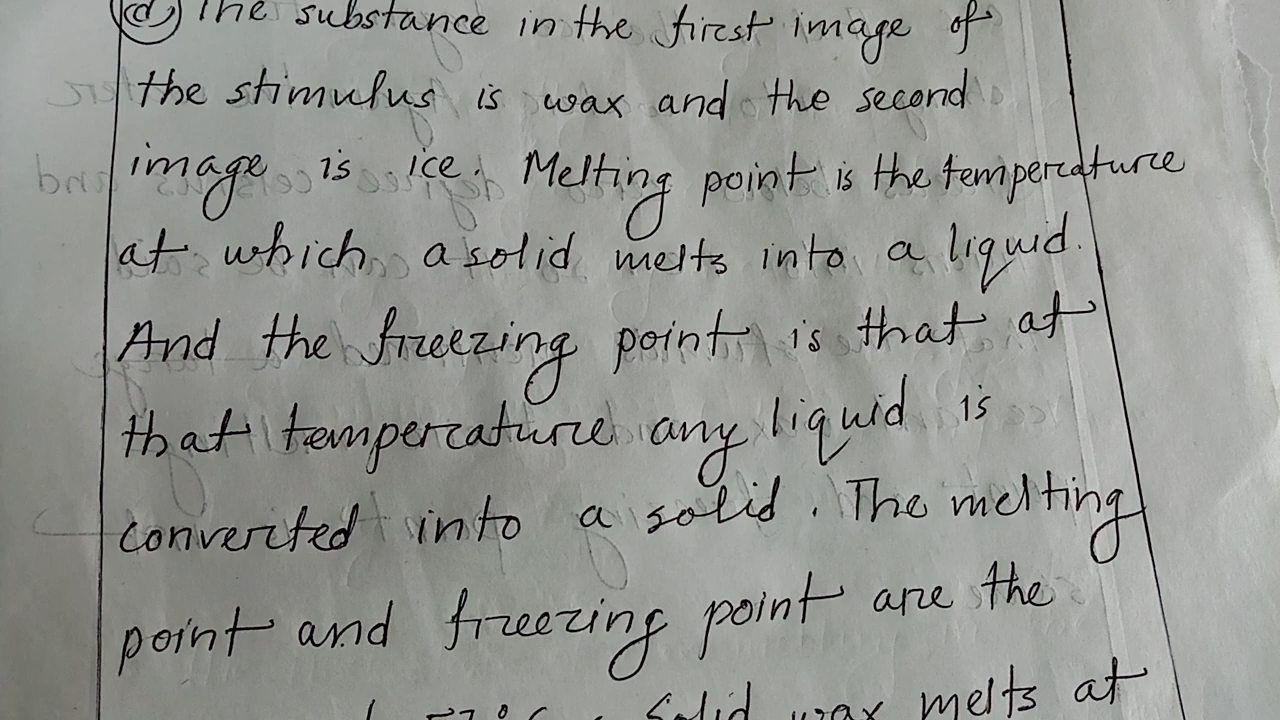 (d) The substance in the first image of
the stimulus is wax and the second
image is ice. Melting point is the temperature
at which a solid melts into a liquid.
And the freezing point is that at
that temperature any liquid is
converted into a solid. The melting
point and freezing point are the
57°C. Solid wax melts at